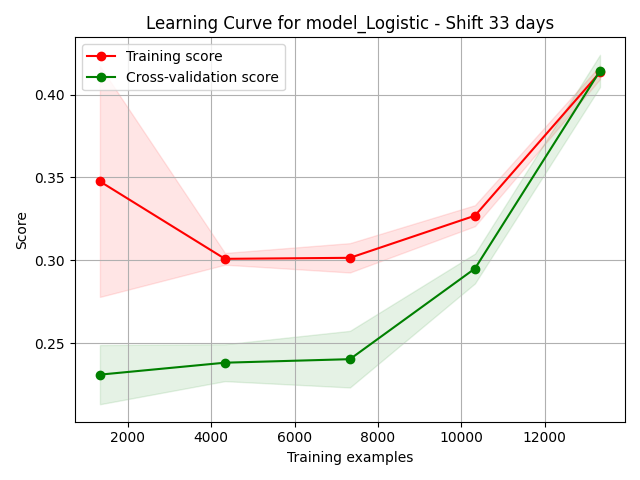 Learning Curve for model_Logistic - Shift 33 days
Training score
Cross-validation score
0.40
0.35
0.30
0.25
Score
2000 4000 6000 8000 10000 12000
Training examples